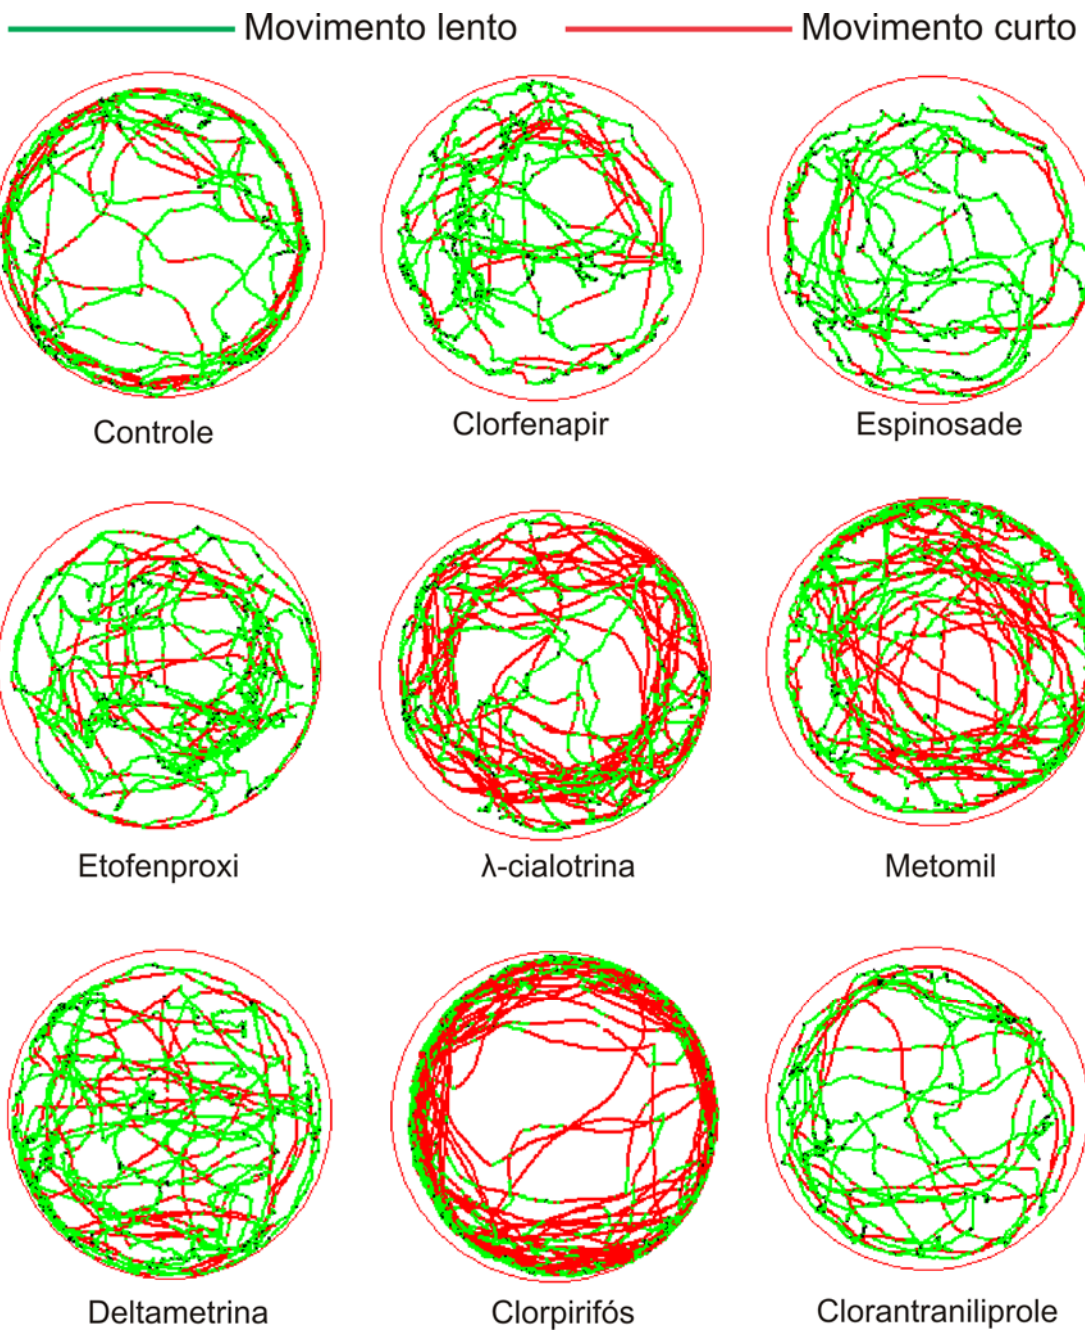 Movimento lento Movimento curto
Controle Clorfenapir Espinosade
Etofenproxi λ-cialotrina Metomil
Deltametrina Clorpirifós Clorantraniliprole